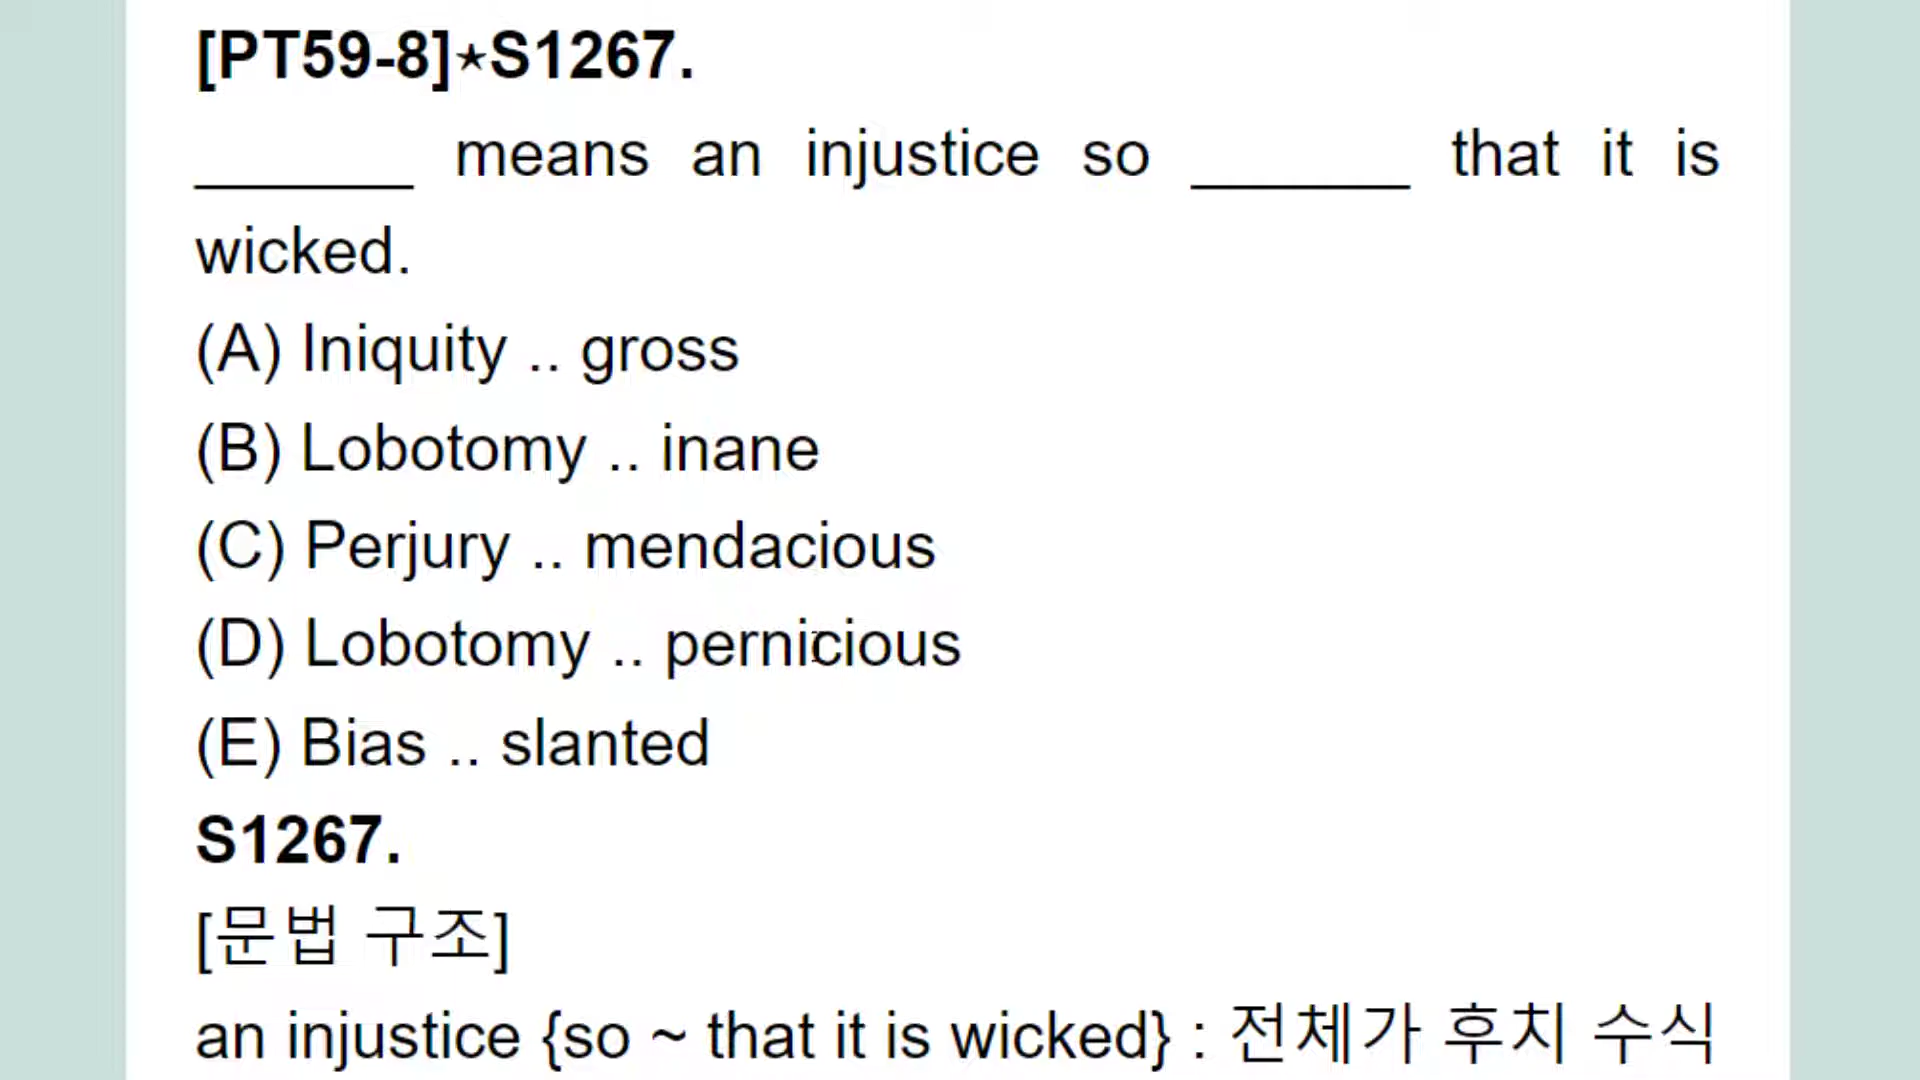 [PT59-8]⋆S1267.
______ means an injustice so ______ that it is
wicked.
(A) Iniquity .. gross
(B) Lobotomy .. inane
(C) Perjury .. mendacious
(D) Lobotomy .. pernicious
(E) Bias .. slanted
S1267.
[문법 구조]
an injustice {so ~ that it is wicked} : 전체가 후치 수식